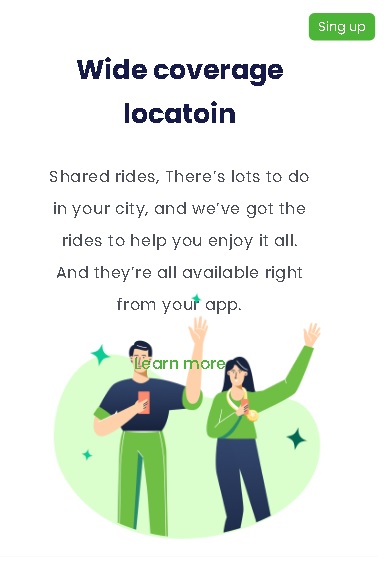 Sing up
Wide coverage
locatoin
Shared rides, There's lots to do
in your city, and we've got the
rides to help you enjoy it all.
And they're all available right
from your app.
Learn more